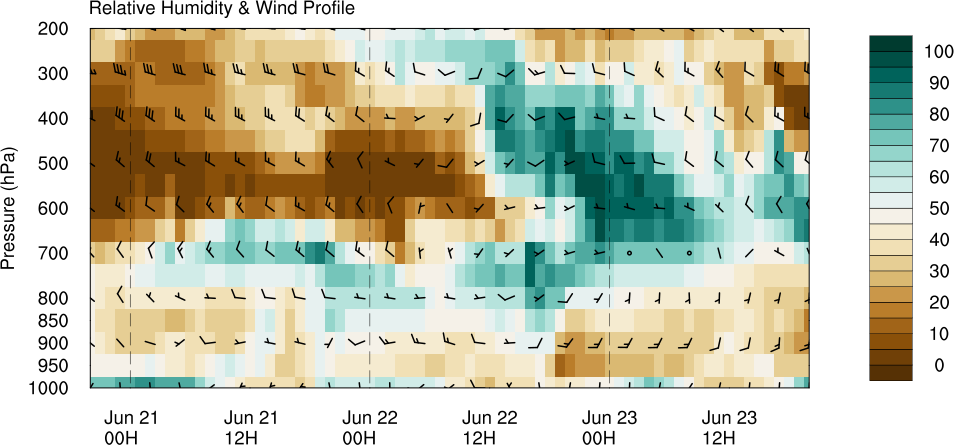 Relative Humidity & Wind Profile
200
300
400
500
600
700
800
850
900
950
1000
Pressure (hPa)
Jun 21 00H
Jun 21 12H
Jun 22 00H
Jun 22 12H
Jun 23 00H
Jun 23 12H
100
90
80
70
60
50
40
30
20
10
0